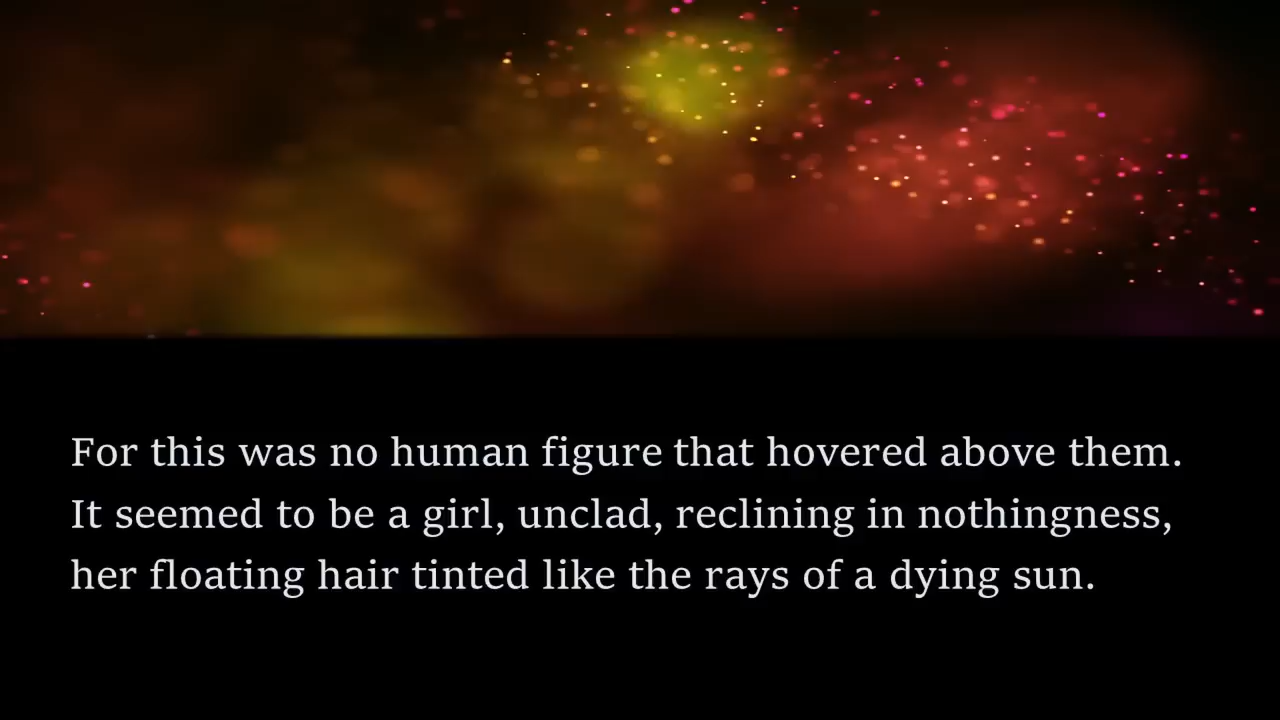 For this was no human figure that hovered above them.
It seemed to be a girl, unclad, reclining in nothingness,
her floating hair tinted like the rays of a dying sun.